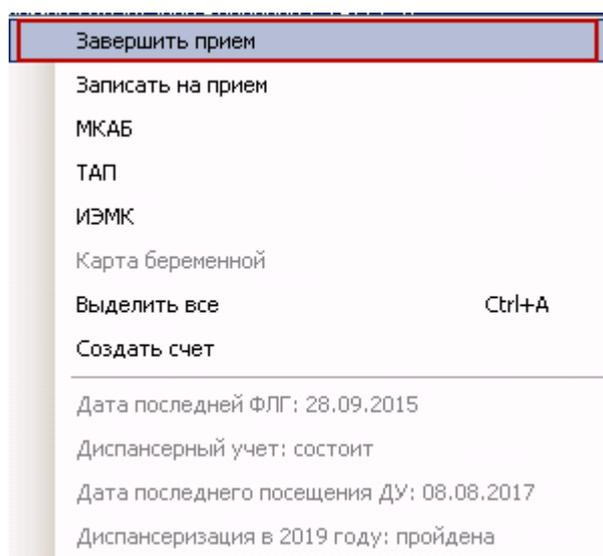 Завершить прием
Записать на прием
МКАБ
ТАП
ИЭМК
Карта беременной
Выделить все Ctrl+A
Создать счет
Дата последней ФЛГ: 28.09.2015
Диспансерный учет: состоит
Дата последнего посещения ДУ: 08.08.2017
Диспансеризация в 2019 году: пройдена